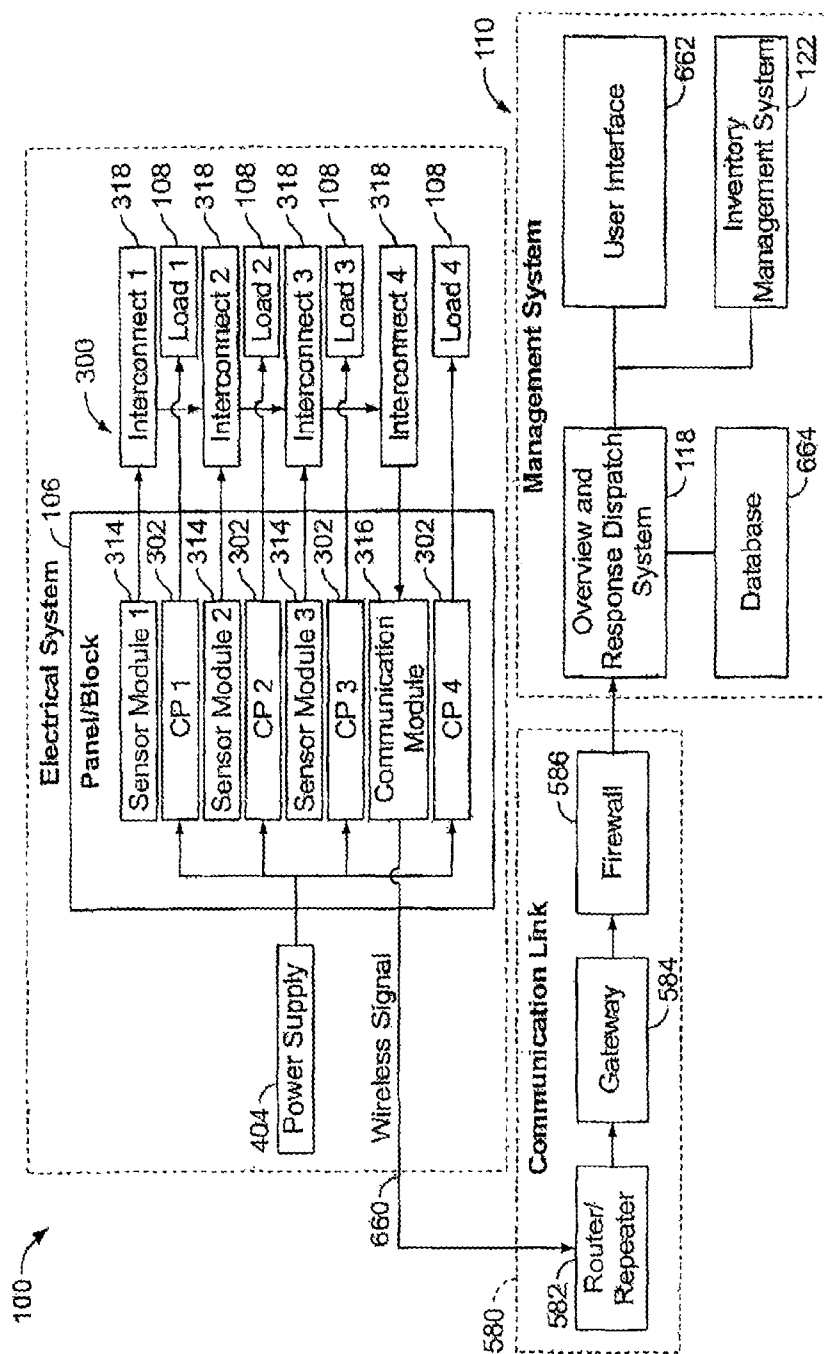 100
Electrical System
106
Panel/Block
300
404
Power Supply
Sensor Module 1
314
CP 1
302
Sensor Module 2
314
CP 2
302
Sensor Module 3
314
CP 3
302
Communication
Module
316
CP 4
302
Interconnect 1
318
Load 1
108
Interconnect 2
318
Load 2
108
Interconnect 3
318
Load 3
108
Interconnect 4
318
Load 4
108
Wireless Signal
660
580
Communication Link
582
Router/
Repeater
Gateway
584
Firewall
586
Management System
110
Overview and
Response Dispatch
System
118
Database
664
User Interface
662
Inventory
Management System
122